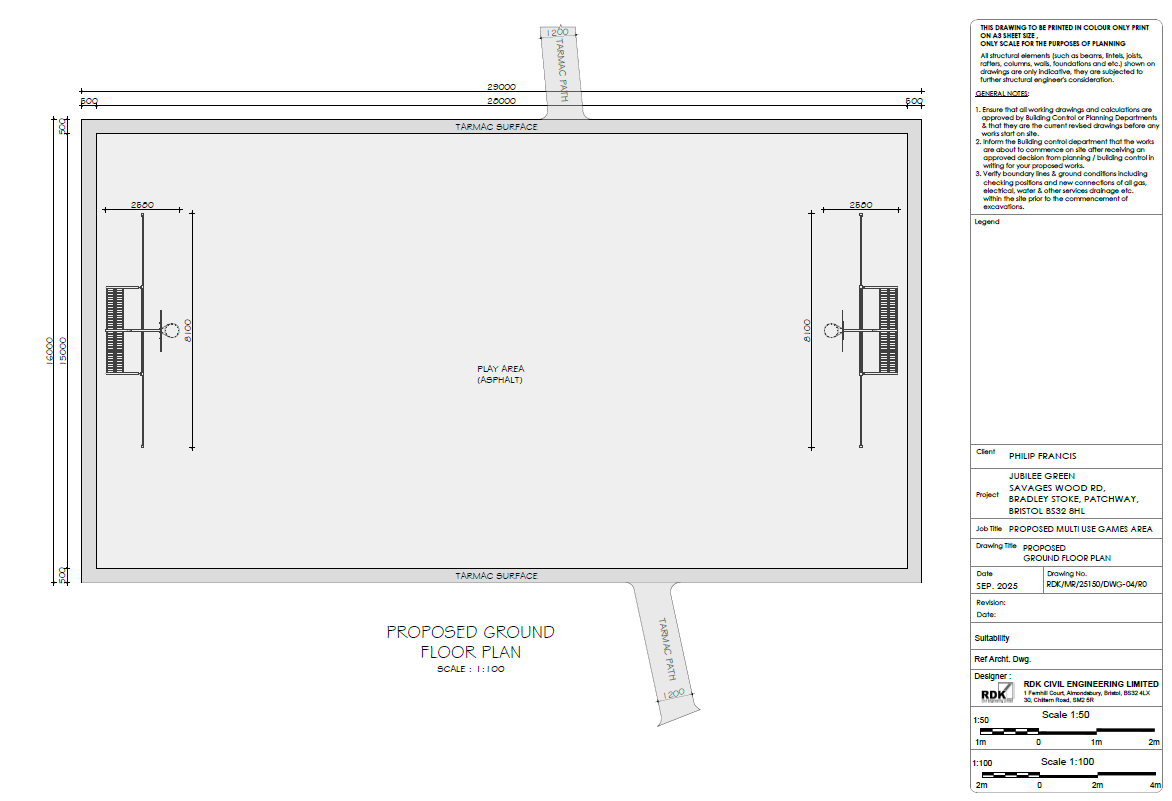 1200
TARMAC PATH
29000
500
28000
500
500
TARMAC SURFACE
2580
2580
8100
8100
16000
15000
PLAY AREA
(ASPHALT)
500
TARMAC SURFACE
TARMAC PATH
1200
PROPOSED GROUND
FLOOR PLAN
SCALE : 1:100
THIS DRAWING TO BE PRINTED IN COLOUR ONLY PRINT
ON A3 SHEET SIZE ,
ONLY SCALE FOR THE PURPOSES OF PLANNING
All structural elements (such as beams, lintels, joists,
rafters, columns, walls, foundations and etc.) shown on
drawings are only indicative, they are subjected to
further structural engineer's consideration.
GENERAL NOTES:
1. Ensure that all working drawings and calculations are
approved by Building Control or Planning Departments
& that they are the current revised drawings before any
works start on site.
2. Inform the Building control department that the works
are about to commence on site after receiving an
approved decision from planning / building control in
writing for your proposed works.
3. Verify boundary lines & ground conditions including
checking positions and new connections of all gas,
electrical, water & other services drainage etc.
within the site prior to the commencement of
excavations.
Legend
Client PHILIP FRANCIS
Project
JUBILEE GREEN
SAVAGES WOOD RD,
BRADLEY STOKE, PATCHWAY,
BRISTOL BS32 8HL
Job Title PROPOSED MULTI USE GAMES AREA
Drawing Title PROPOSED
GROUND FLOOR PLAN
Date
SEP. 2025
Drawing No.
RDK/MR/25150/DWG-04/R0
Revision:
Date:
Suitability
Ref Archt. Dwg.
Designer :
RDK
RDK CIVIL ENGINEERING LIMITED
1 Fernhill Court, Almondsbury, Bristol, BS32 4LX
30, Chiltern Road, SM2 5R
1:50 Scale 1:50
1m 0 1m 2m
1:100 Scale 1:100
2m 0 2m 4m